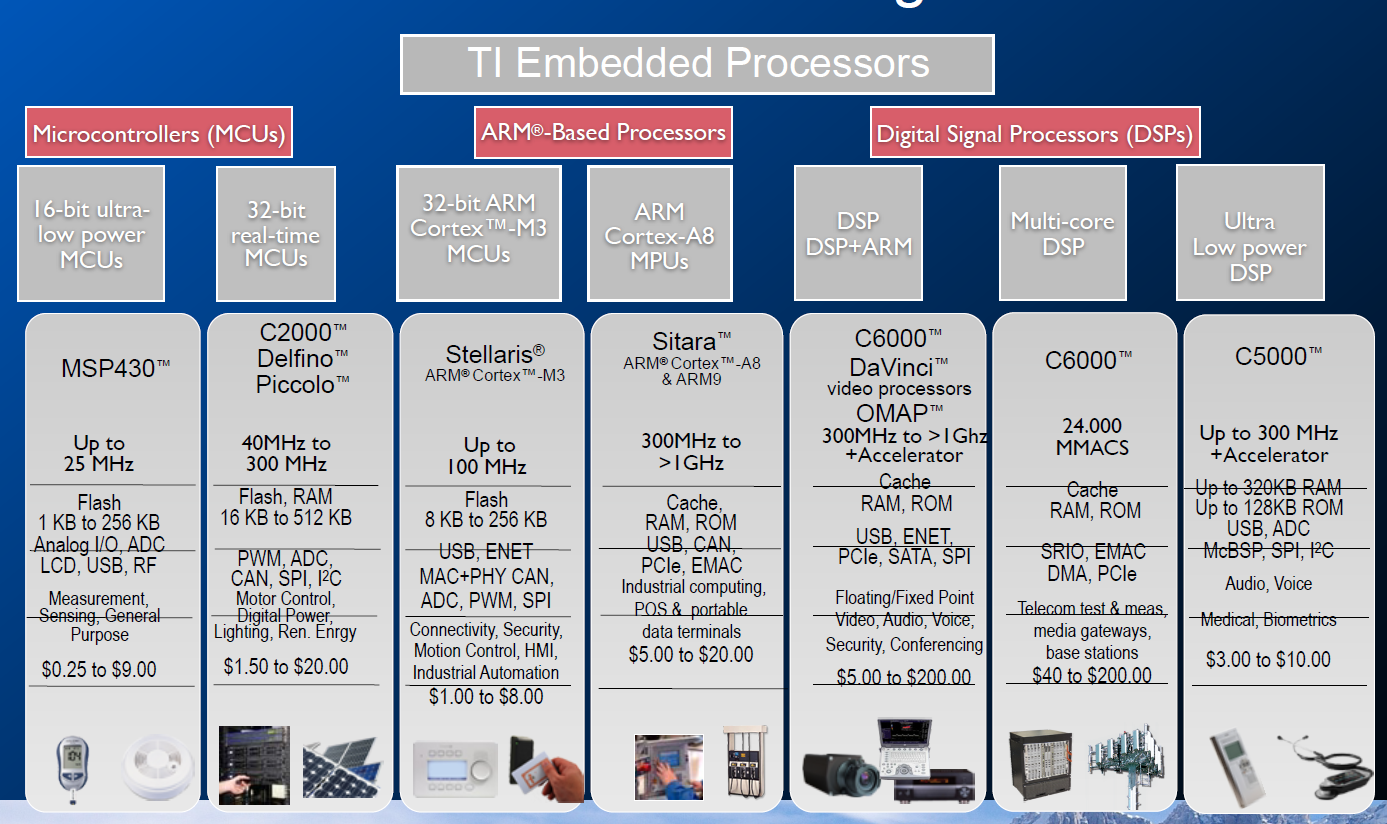 TI Embedded Processors
Microcontrollers (MCUs)
ARM®-Based Processors
Digital Signal Processors (DSPs)
16-bit ultra-
low power
MCUs
32-bit
real-time
MCUs
32-bit ARM
Cortex™-M3
MCUs
ARM
Cortex-A8
MPUs
DSP
DSP+ARM
Multi-core
DSP
Ultra
Low power
DSP
MSP430™
Up to
25 MHz
Flash
1 KB to 256 KB
Analog I/O, ADC
LCD, USB, RF
Measurement,
Sensing, General
Purpose
$0.25 to $9.00
C2000™
Delfino™
Piccolo™
40MHz to
300 MHz
Flash, RAM
16 KB to 512 KB
PWM, ADC,
CAN, SPI, I²C
Motor Control,
Digital Power,
Lighting, Ren. Enrgy
$1.50 to $20.00
Stellaris®
ARM® Cortex™-M3
Up to
100 MHz
Flash
8 KB to 256 KB
USB, ENET
MAC+PHY CAN,
ADC, PWM, SPI
Connectivity, Security,
Motion Control, HMI,
Industrial Automation
$1.00 to $8.00
Sitara™
ARM® Cortex™-A8
& ARM9
300MHz to
>1GHz
Cache,
RAM, ROM
USB, CAN,
PCIe, EMAC
Industrial computing,
POS & portable
data terminals
$5.00 to $20.00
C6000™
DaVinci™
video processors
OMAP™
300MHz to >1Ghz
+Accelerator
Cache
RAM, ROM
USB, ENET,
PCIe, SATA, SPI
Floating/Fixed Point
Video, Audio, Voice,
Security, Conferencing
$5.00 to $200.00
C6000™
24.000
MMACS
Cache
RAM, ROM
SRIO, EMAC
DMA, PCIe
Telecom test & meas,
media gateways,
base stations
$40 to $200.00
C5000™
Up to 300 MHz
+Accelerator
Up to 320KB RAM
Up to 128KB ROM
USB, ADC
McBSP, SPI, I²C
Audio, Voice
Medical, Biometrics
$3.00 to $10.00